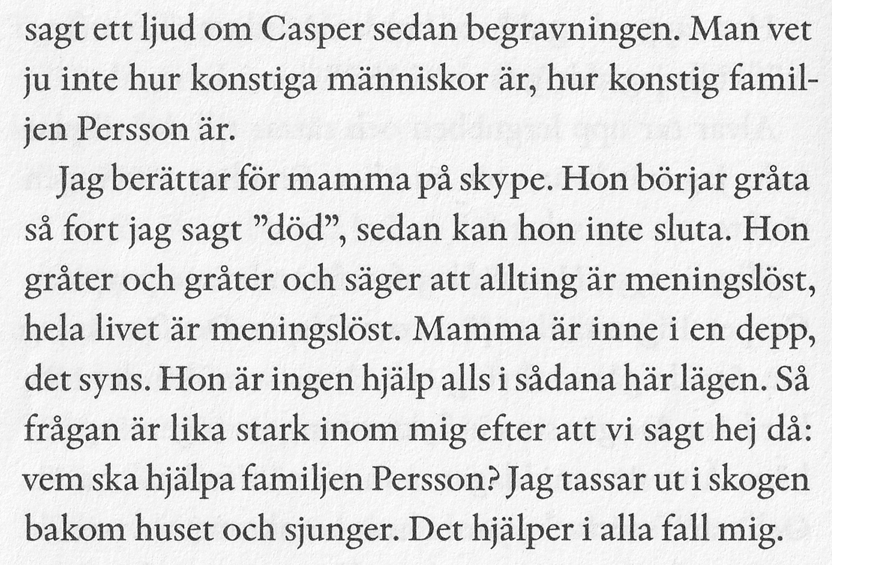 sagt ett ljud om Casper sedan begravningen. Man vet
ju inte hur konstiga människor är, hur konstig famil-
jen Persson är.
Jag berättar för mamma på skype. Hon börjar gråta
så fort jag sagt ”död”, sedan kan hon inte sluta. Hon
gråter och gråter och säger att allting är meningslöst,
hela livet är meningslöst. Mamma är inne i en depp,
det syns. Hon är ingen hjälp alls i sådana här lägen. Så
frågan är lika stark inom mig efter att vi sagt hej då:
vem ska hjälpa familjen Persson? Jag tassar ut i skogen
bakom huset och sjunger. Det hjälper i alla fall mig.